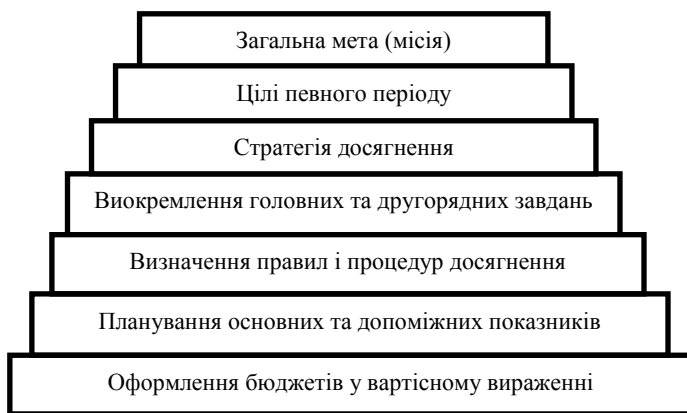 Загальна мета (місія)
Цілі певного періоду
Стратегія досягнення
Виокремлення головних та другорядних завдань
Визначення правил і процедур досягнення
Планування основних та допоміжних показників
Оформлення бюджетів у вартісному вираженні